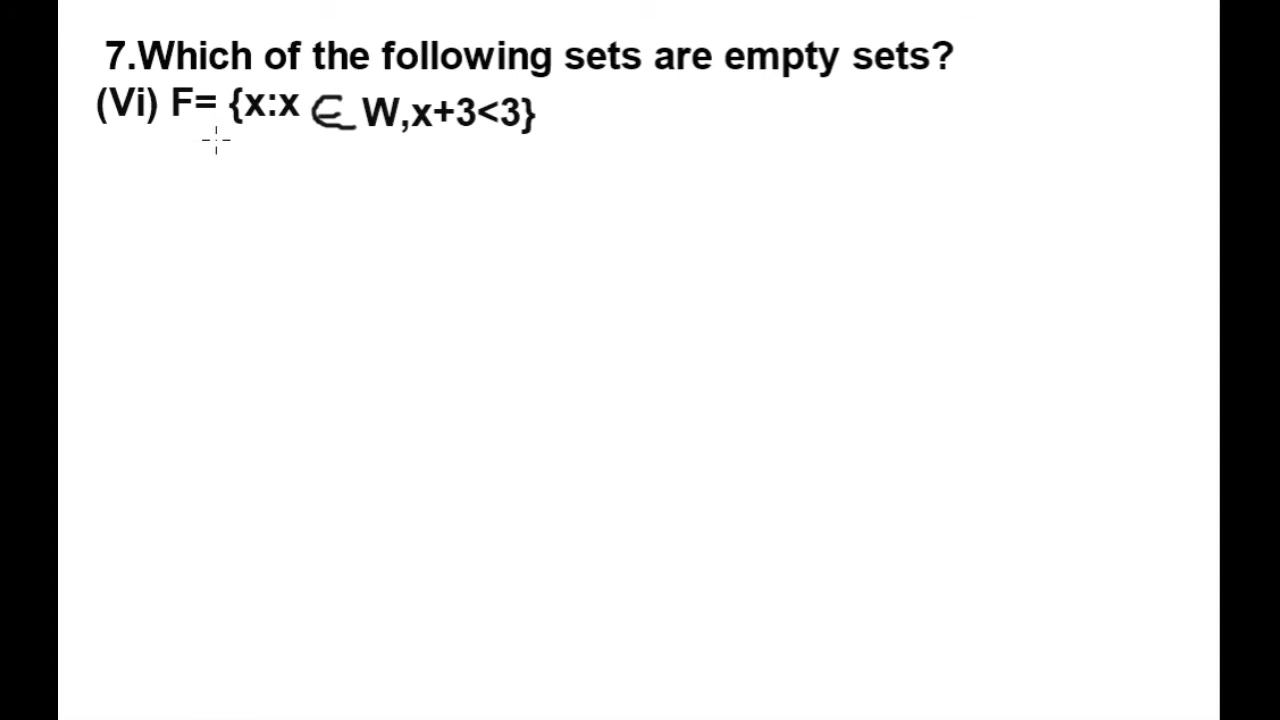 7.Which of the following sets are empty sets?
(Vi) F= {x:x ∈ W,x+3<3}